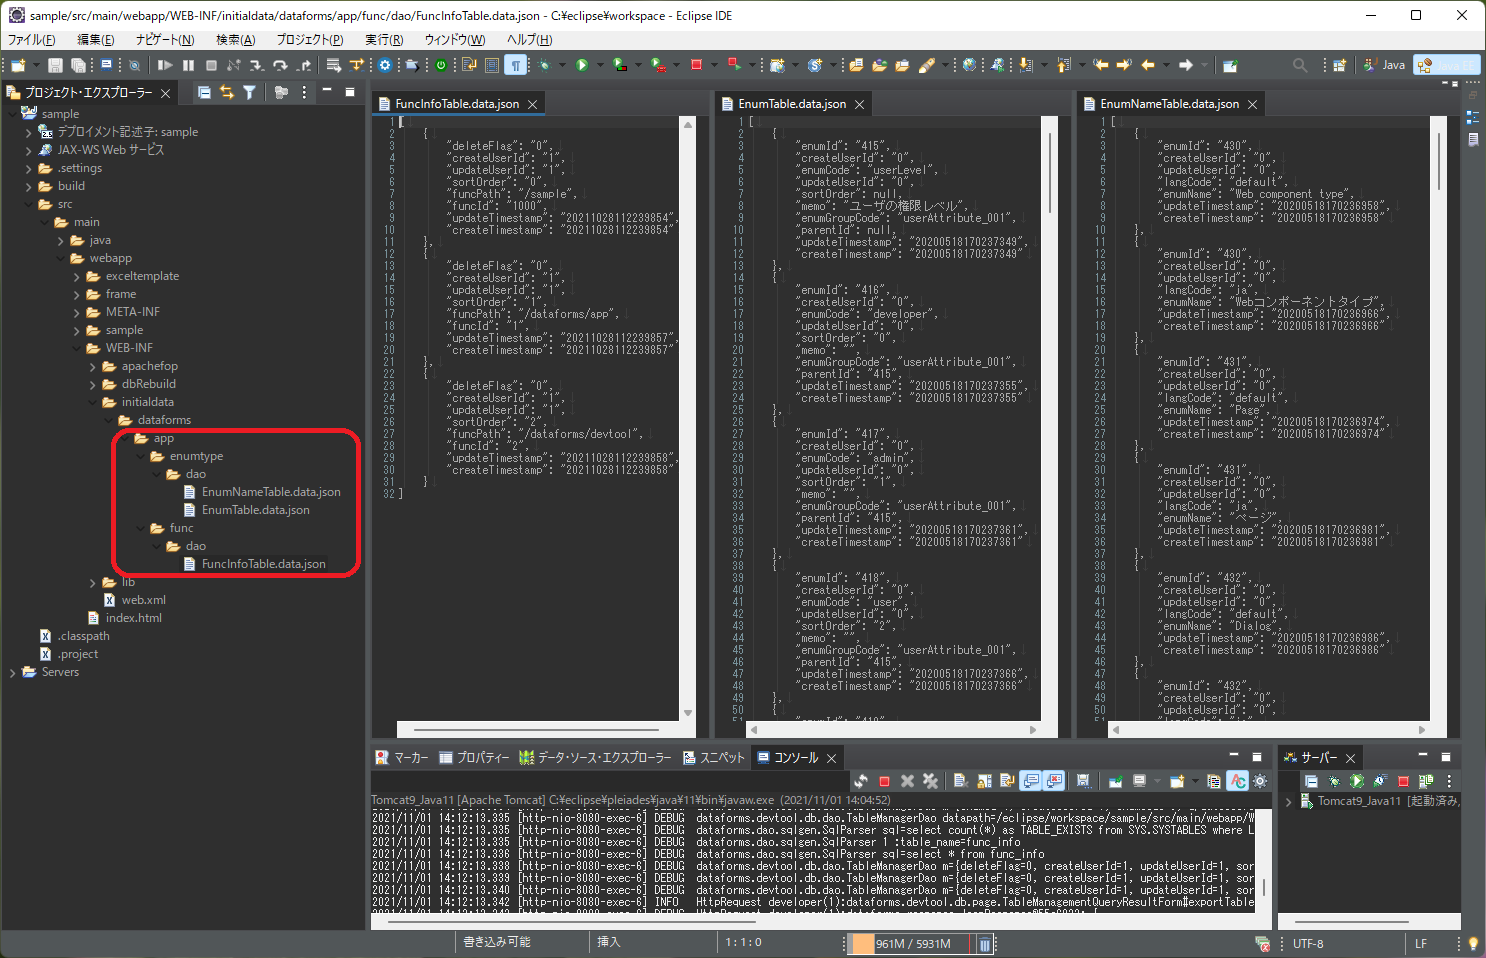 sample/src/main/webapp/WEB-INF/initialdata/dataforms/app/func/dao/FuncInfoTable.data.json - C:¥eclipse¥workspace - Eclipse IDE
ファイル(F) 編集(E) ナビゲート(N) 検索(A) プロジェクト(P) 実行(R) ウィンドウ(W) ヘルプ(H)
Java
プロジェクト・エクスプローラー
sample
デプロイメント記述子: sample
JAX-WS Web サービス
.settings
build
src
main
java
webapp
exceltemplate
frame
META-INF
sample
WEB-INF
apachefop
dbRebuild
initialdata
dataforms
app
enumtype
dao
EnumNameTable.data.json
EnumTable.data.json
func
dao
FuncInfoTable.data.json
lib
web.xml
index.html
.classpath
.project
Servers
FuncInfoTable.data.json
1 [
2 {
3 "deleteFlag": "0",
4 "createUserId": "1",
5 "updateUserId": "1",
6 "sortOrder": "0",
7 "funcPath": "/sample",
8 "funcId": "1000",
9 "updateTimestamp": "20211028112239854",
10 "createTimestamp": "20211028112239854"
11 },
12 {
13 "deleteFlag": "0",
14 "createUserId": "1",
15 "updateUserId": "1",
16 "sortOrder": "1",
17 "funcPath": "/dataforms/app",
18 "funcId": "1",
19 "updateTimestamp": "20211028112239857",
20 "createTimestamp": "20211028112239857"
21 },
22 {
23 "deleteFlag": "0",
24 "createUserId": "1",
25 "updateUserId": "1",
26 "sortOrder": "2",
27 "funcPath": "/dataforms/devtool",
28 "funcId": "2",
29 "updateTimestamp": "20211028112239858",
30 "createTimestamp": "20211028112239858"
31 }
32 ]
EnumTable.data.json
1 [
2 {
3 "enumId": "415",
4 "createUserId": "0",
5 "enumCode": "userLevel",
6 "updateUserId": "0",
7 "sortOrder": null,
8 "memo": "ユーザの権限レベル",
9 "enumGroupCode": "userAttribute_001",
10 "parentId": null,
11 "updateTimestamp": "20200518170237349",
12 "createTimestamp": "20200518170237349"
13 },
14 {
15 "enumId": "416",
16 "createUserId": "0",
17 "enumCode": "developer",
18 "updateUserId": "0",
19 "sortOrder": "0",
20 "memo": "",
21 "enumGroupCode": "userAttribute_001",
22 "parentId": "415",
23 "updateTimestamp": "20200518170237355",
24 "createTimestamp": "20200518170237355"
25 },
26 {
27 "enumId": "417",
28 "createUserId": "0",
29 "enumCode": "admin",
30 "updateUserId": "0",
31 "sortOrder": "1",
32 "memo": "",
33 "enumGroupCode": "userAttribute_001",
34 "parentId": "415",
35 "updateTimestamp": "20200518170237361",
36 "createTimestamp": "20200518170237361"
37 },
38 {
39 "enumId": "418",
40 "createUserId": "0",
41 "enumCode": "user",
42 "updateUserId": "0",
43 "sortOrder": "2",
44 "memo": "",
45 "enumGroupCode": "userAttribute_001",
46 "parentId": "415",
47 "updateTimestamp": "20200518170237366",
48 "createTimestamp": "20200518170237366"
49 },
50 {
EnumNameTable.data.json
1 [
2 {
3 "enumId": "430",
4 "createUserId": "0",
5 "updateUserId": "0",
6 "langCode": "default",
7 "enumName": "Web component type",
8 "updateTimestamp": "20200518170236958",
9 "createTimestamp": "20200518170236958"
10 },
11 {
12 "enumId": "430",
13 "createUserId": "0",
14 "updateUserId": "0",
15 "langCode": "ja",
16 "enumName": "Webコンポーネントタイプ",
17 "updateTimestamp": "20200518170236966",
18 "createTimestamp": "20200518170236966"
19 },
20 {
21 "enumId": "431",
22 "createUserId": "0",
23 "updateUserId": "0",
24 "langCode": "default",
25 "enumName": "Page",
26 "updateTimestamp": "20200518170236974",
27 "createTimestamp": "20200518170236974"
28 },
29 {
30 "enumId": "431",
31 "createUserId": "0",
32 "updateUserId": "0",
33 "langCode": "ja",
34 "enumName": "ページ",
35 "updateTimestamp": "20200518170236981",
36 "createTimestamp": "20200518170236981"
37 },
38 {
39 "enumId": "432",
40 "createUserId": "0",
41 "updateUserId": "0",
42 "langCode": "default",
43 "enumName": "Dialog",
44 "updateTimestamp": "20200518170236986",
45 "createTimestamp": "20200518170236986"
46 },
47 {
48 "enumId": "432",
49 "createUserId": "0",
50 "updateUserId": "0",
マーカー プロパティー データ・ソース・エクスプローラー スニペット コンソール
Tomcat9_Java11 [Apache Tomcat] C:¥eclipse¥pleiades¥java¥11¥bin¥javaw.exe (2021/11/01 14:04:52)
2021/11/01 14:12:13.335 [http-nio-8080-exec-6] DEBUG dataforms.devtool.db.dao.TableManagerDao datapath=/eclipse/workspace/sample/src/main/webapp/W
2021/11/01 14:12:13.335 [http-nio-8080-exec-6] DEBUG dataforms.dao.sqlgen.SqlParser sql=select count(*) as TABLE_EXISTS from SYS.SYSTABLES where L
2021/11/01 14:12:13.335 [http-nio-8080-exec-6] DEBUG dataforms.dao.sqlgen.SqlParser 1 :table_name=func_info
2021/11/01 14:12:13.336 [http-nio-8080-exec-6] DEBUG dataforms.dao.sqlgen.SqlParser sql=select * from func_info
2021/11/01 14:12:13.338 [http-nio-8080-exec-6] DEBUG dataforms.devtool.db.dao.TableManagerDao m={deleteFlag=0, createUserId=1, updateUserId=1, sor
2021/11/01 14:12:13.339 [http-nio-8080-exec-6] DEBUG dataforms.devtool.db.dao.TableManagerDao m={deleteFlag=0, createUserId=1, updateUserId=1, sor
2021/11/01 14:12:13.340 [http-nio-8080-exec-6] DEBUG dataforms.devtool.db.dao.TableManagerDao m={deleteFlag=0, createUserId=1, updateUserId=1, sor
2021/11/01 14:12:13.342 [http-nio-8080-exec-6] INFO HttpRequest developer(1):dataforms.devtool.db.page.TableManagementQueryResultForm#exportTable
サーバー
Tomcat9_Java11 [起動済み,
書き込み可能 挿入 1 : 1 : 0 961M / 5931M UTF-8 LF